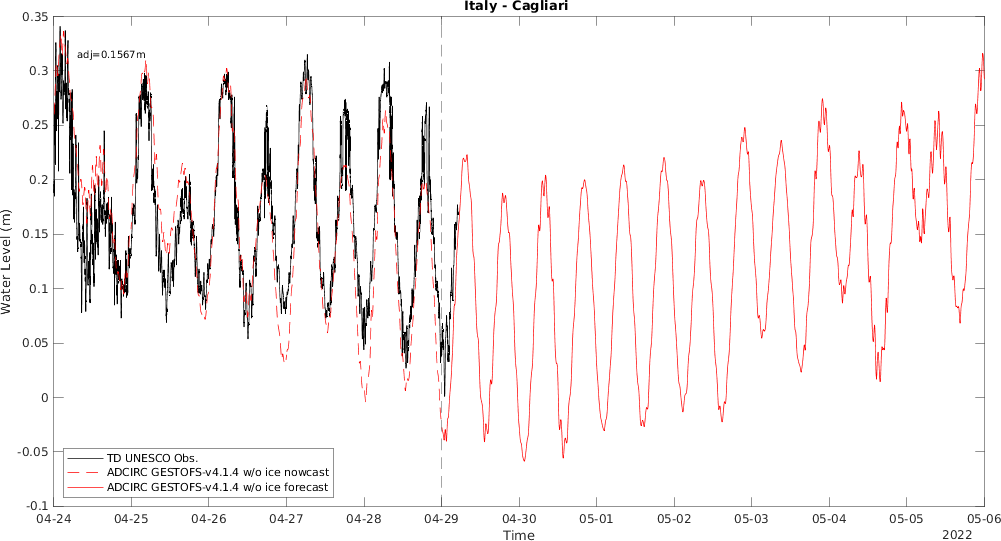 Italy - Cagliari
adj=0.1567m
0.35
0.3
0.25
0.2
0.15
0.1
0.05
0
-0.05
-0.1
Water Level (m)
TD UNESCO Obs.
ADCIRC GESTOFS-v4.1.4 w/o ice nowcast
ADCIRC GESTOFS-v4.1.4 w/o ice forecast
04-24 04-25 04-26 04-27 04-28 04-29 04-30 05-01 05-02 05-03 05-04 05-05 05-06
Time
2022